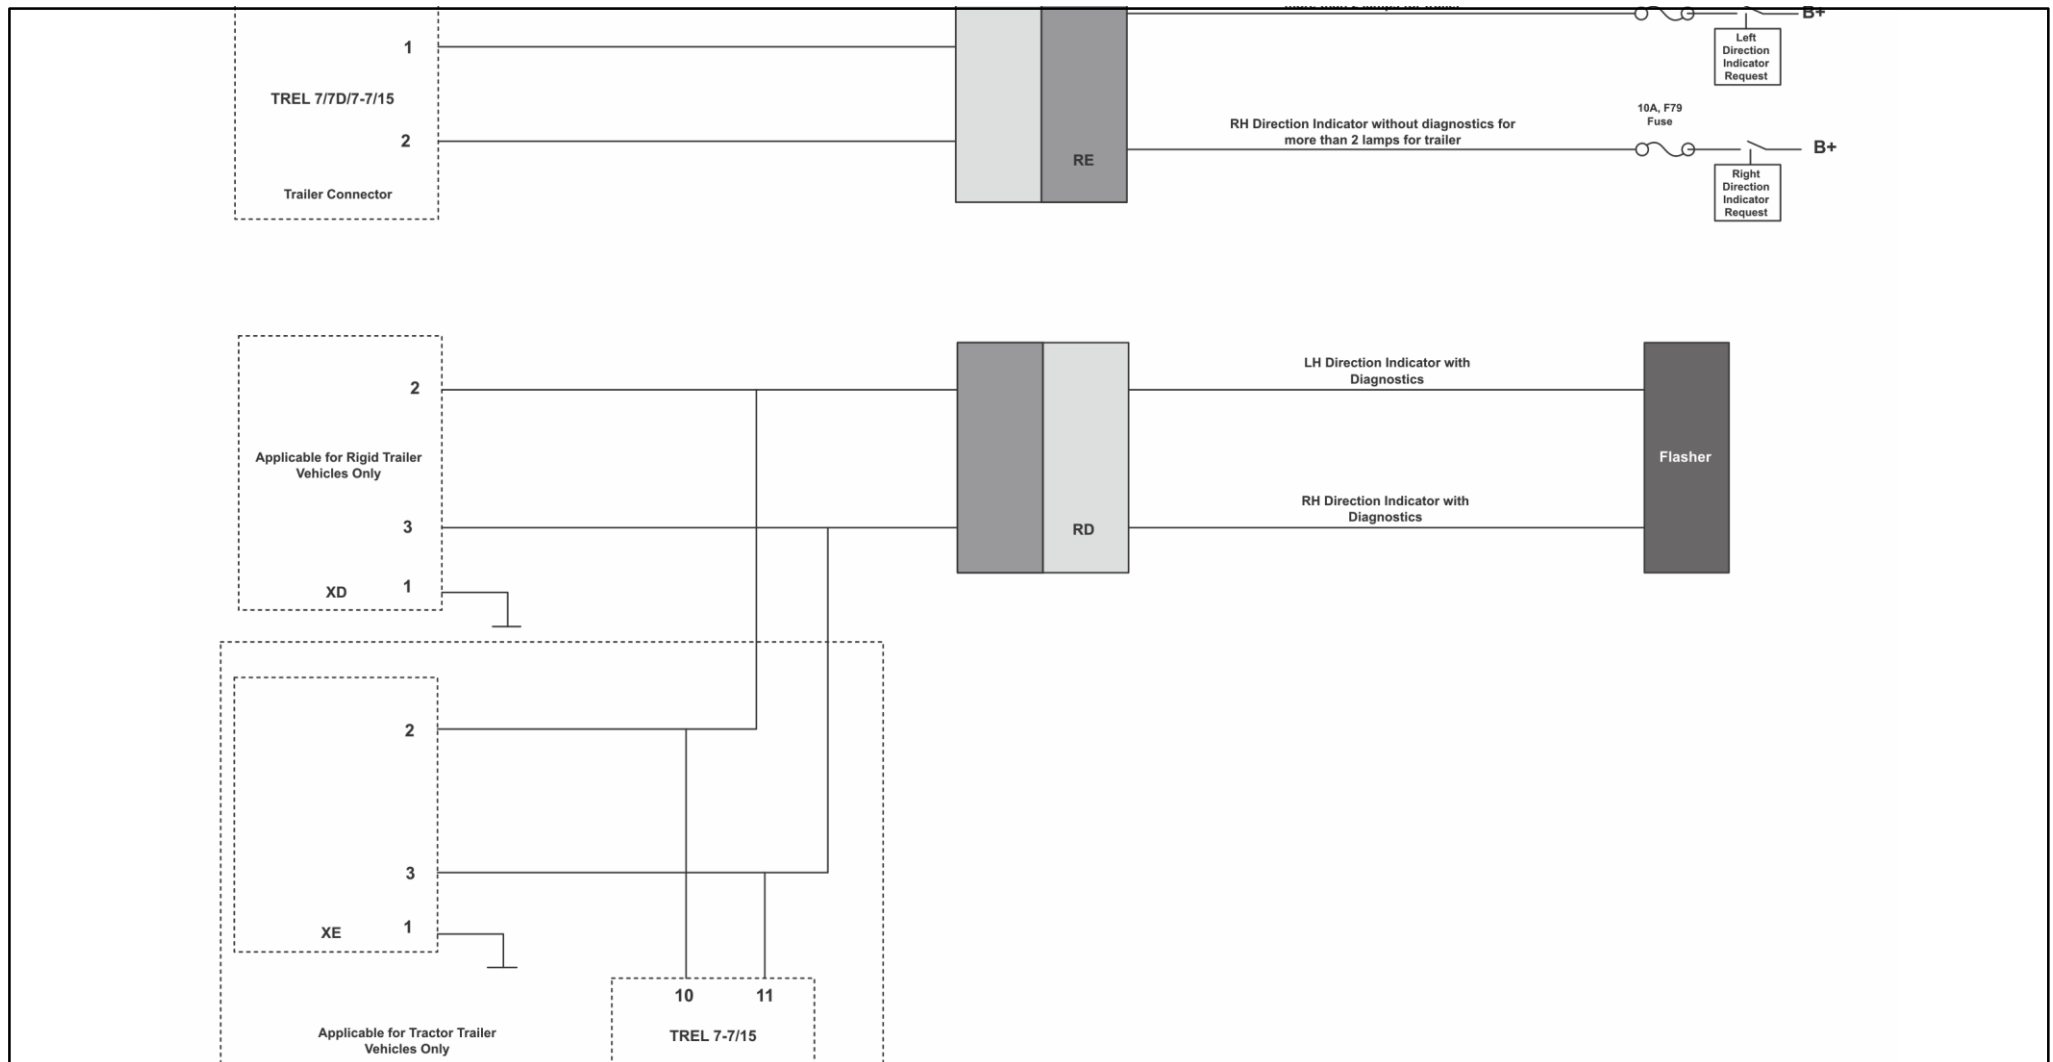 B+
1
Left
Direction
Indicator
Request
TREL 7/7D/7-7/15
10A, F79
Fuse
RH Direction Indicator without diagnostics for
more than 2 lamps for trailer
2
RE
B+
Trailer Connector
Right
Direction
Indicator
Request
2
LH Direction Indicator with
Diagnostics
Applicable for Rigid Trailer
Vehicles Only
Flasher
RH Direction Indicator with
Diagnostics
3
RD
XD
1
2
3
XE
1
10
11
TREL 7-7/15
Applicable for Tractor Trailer
Vehicles Only